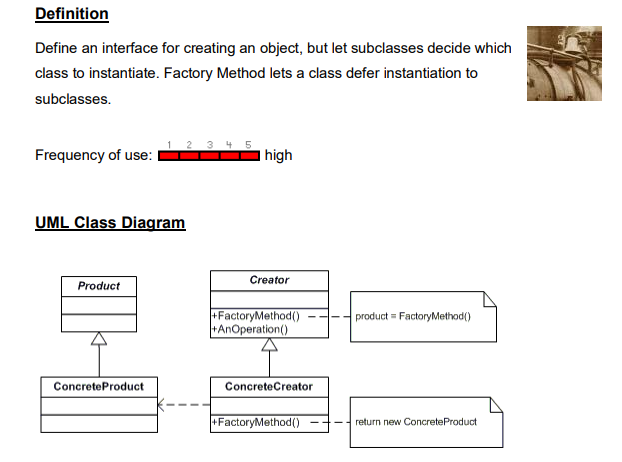 Definition
Define an interface for creating an object, but let subclasses decide which
class to instantiate. Factory Method lets a class defer instantiation to
subclasses.
1 2 3 4 5
Frequency of use: high
UML Class Diagram
Product
Creator
+FactoryMethod()
+AnOperation()
product = FactoryMethod()
ConcreteProduct
ConcreteCreator
+FactoryMethod()
return new ConcreteProduct